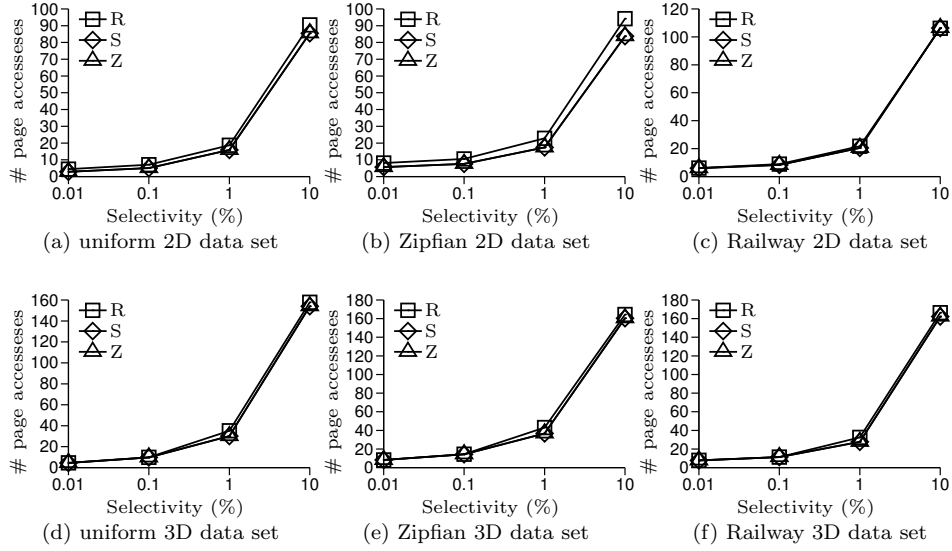 # page accesseses
100
90
80
70
60
50
40
30
20
10
0
R
S
Z
0.01 0.1 1 10
Selectivity (%)
(a) uniform 2D data set
# page accesseses
100
90
80
70
60
50
40
30
20
10
0
R
S
Z
0.01 0.1 1 10
Selectivity (%)
(b) Zipfian 2D data set
# page accesseses
120
100
80
60
40
20
0
R
S
Z
0.01 0.1 1 10
Selectivity (%)
(c) Railway 2D data set
# page accesseses
160
140
120
100
80
60
40
20
0
R
S
Z
0.01 0.1 1 10
Selectivity (%)
(d) uniform 3D data set
# page accesseses
180
160
140
120
100
80
60
40
20
0
R
S
Z
0.01 0.1 1 10
Selectivity (%)
(e) Zipfian 3D data set
# page accesseses
180
160
140
120
100
80
60
40
20
0
R
S
Z
0.01 0.1 1 10
Selectivity (%)
(f) Railway 3D data set